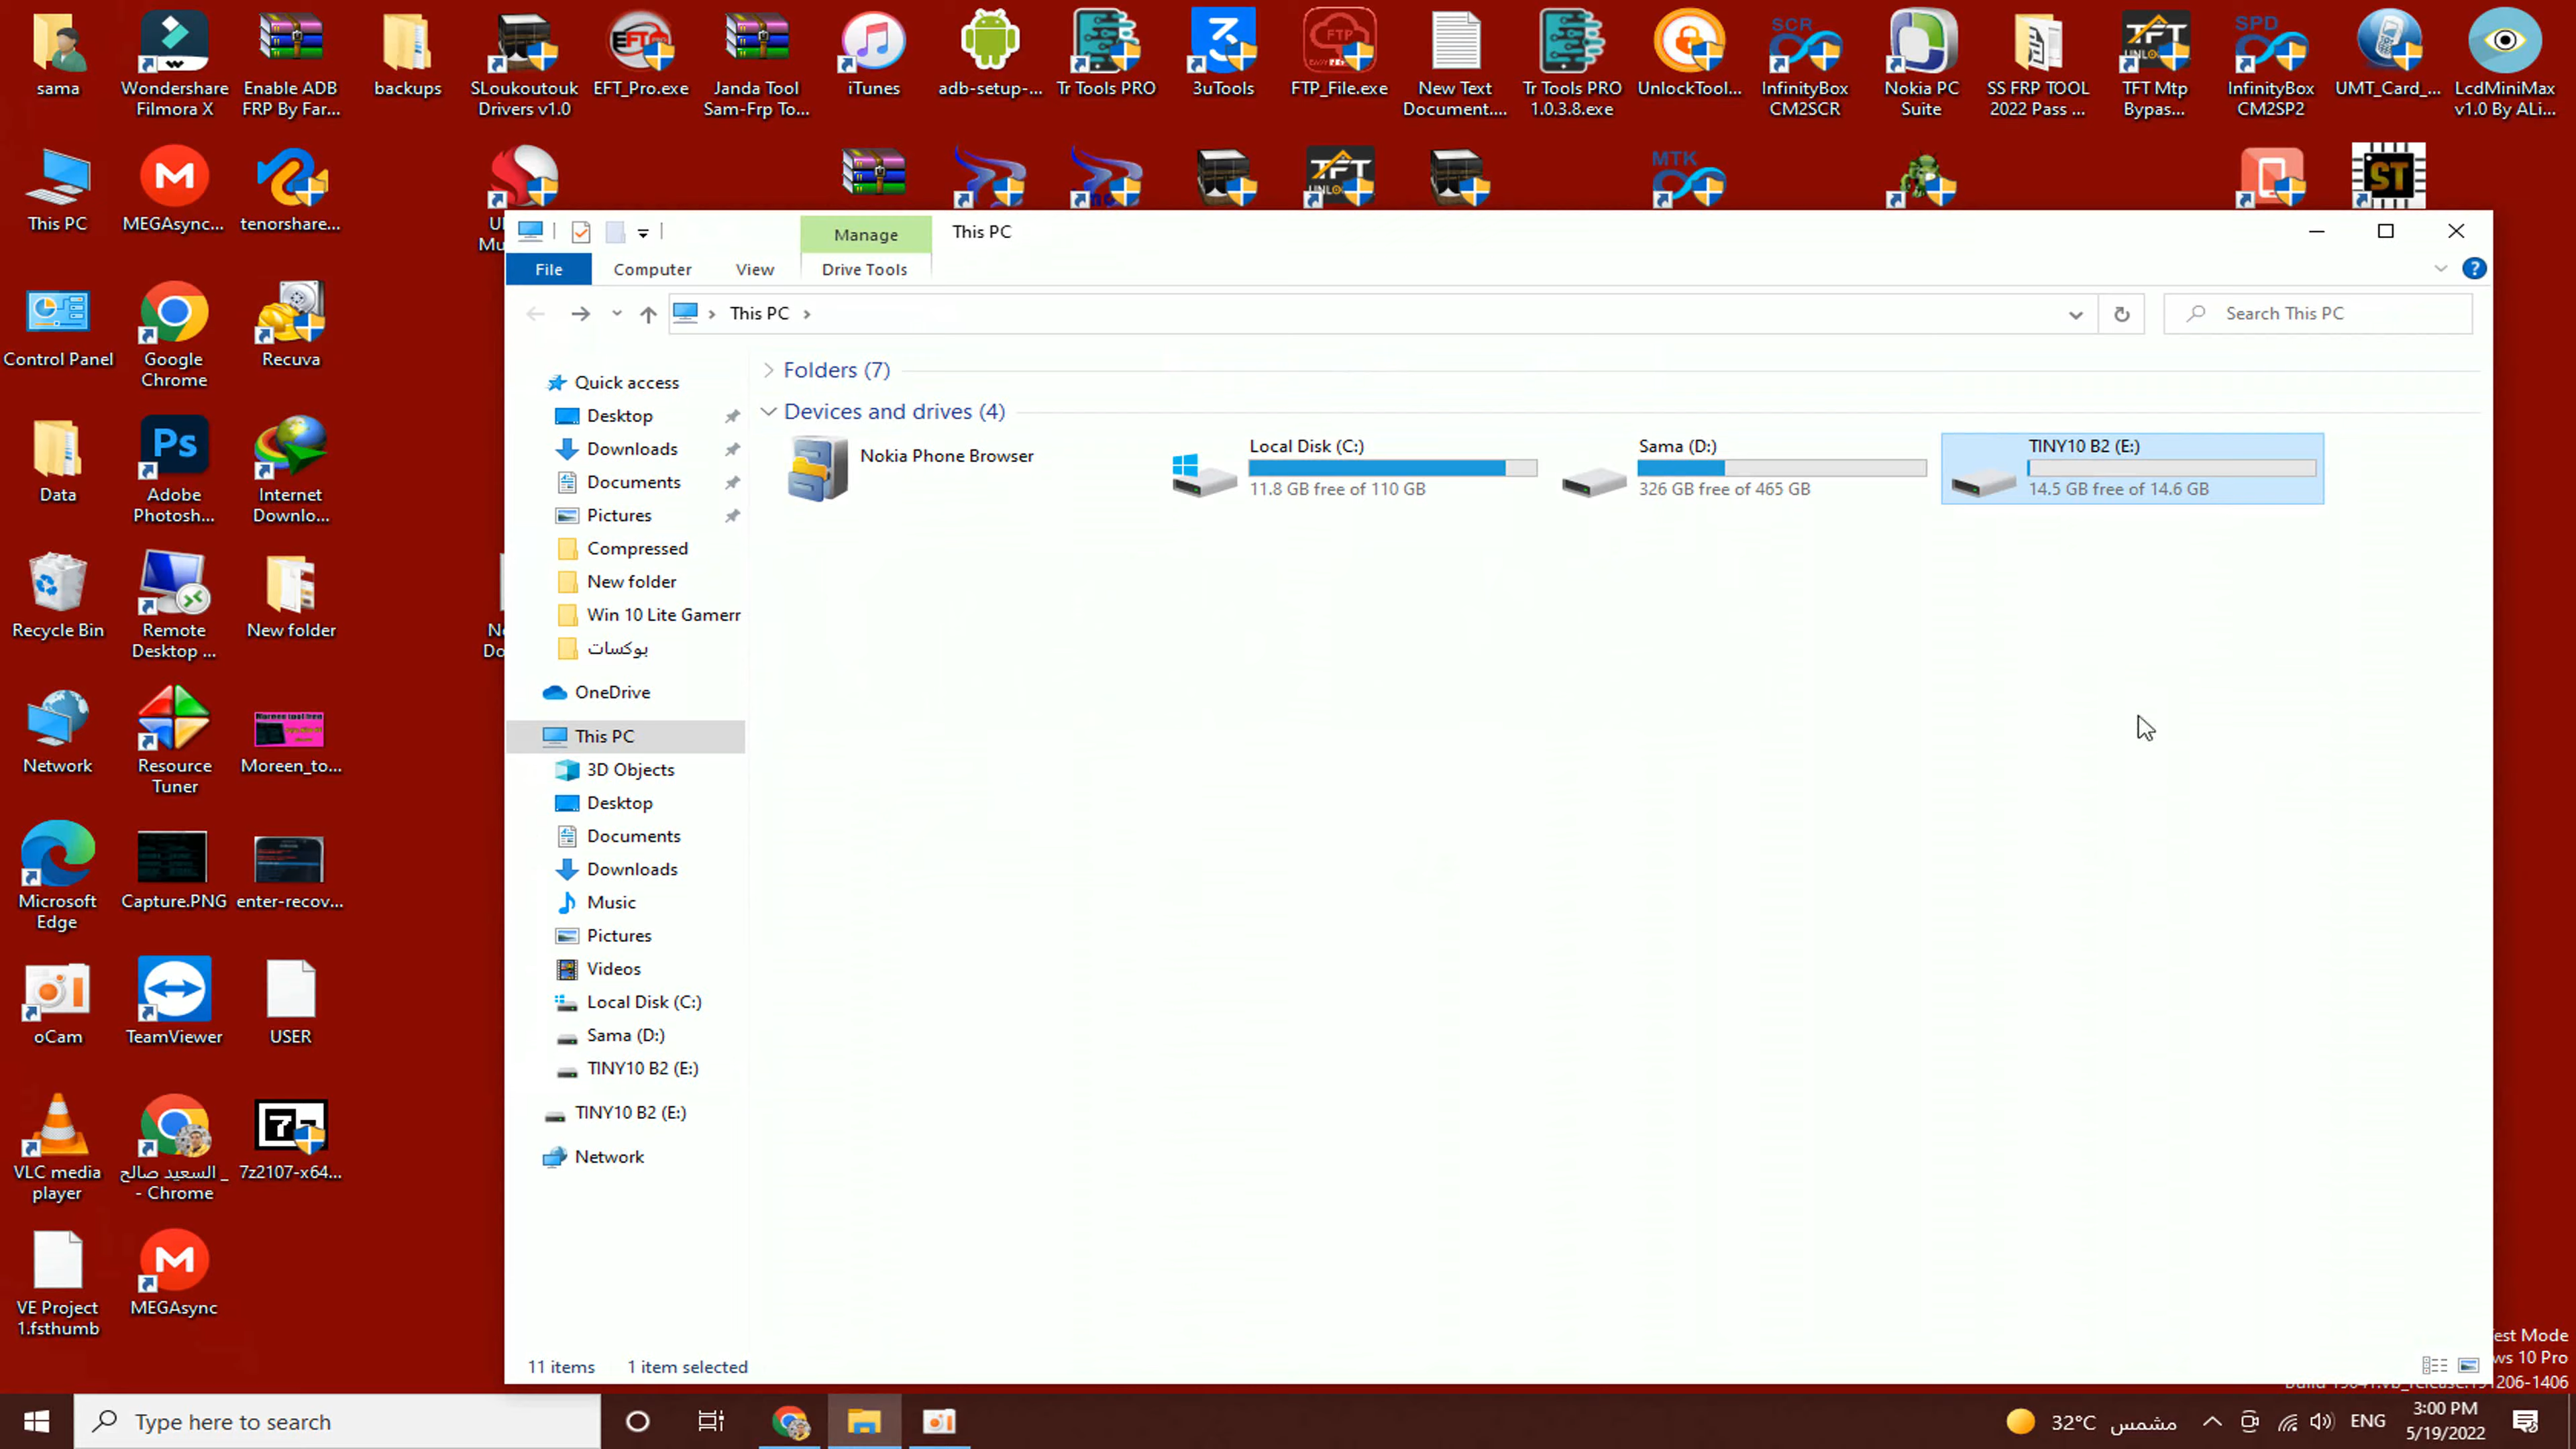 sama
Wondershare
Filmora X
Enable ADB
FRP By Far...
backups
SLoukoutouk
Drivers v1.0
EFT_Pro.exe
Janda Tool
Sam-Frp To...
iTunes
adb-setup-...
Tr Tools PRO
3uTools
FTP_File.exe
New Text
Document....
Tr Tools PRO
1.0.3.8.exe
UnlockTool...
InfinityBox
CM2SCR
Nokia PC
Suite
SS FRP TOOL
2022 Pass ...
TFT Mtp
Bypas...
InfinityBox
CM2SP2
UMT_Card_...
LcdMiniMax
v1.0 By ALi...
This PC
MEGAsync...
tenorshare...
Manage
This PC
File
Computer
View
Drive Tools
This PC
Search This PC
Control Panel
Google
Chrome
Recuva
Quick access
Desktop
Downloads
Documents
Pictures
Compressed
New folder
Win 10 Lite Gamerr
بوكسات
OneDrive
This PC
3D Objects
Desktop
Documents
Downloads
Music
Pictures
Videos
Local Disk (C:)
Sama (D:)
TINY10 B2 (E:)
TINY10 B2 (E:)
Network
Folders (7)
Devices and drives (4)
Nokia Phone Browser
Local Disk (C:)
11.8 GB free of 110 GB
Sama (D:)
326 GB free of 465 GB
TINY10 B2 (E:)
14.5 GB free of 14.6 GB
Data
Adobe
Photosh...
Internet
Downlo...
Recycle Bin
Remote
Desktop ...
New folder
Network
Resource
Tuner
Moreen_to...
Microsoft
Edge
Capture.PNG
enter-recov...
oCam
TeamViewer
USER
VLC media
player
السعيد صالح _
- Chrome
7z2107-x64...
VE Project
1.fsthumb
MEGAsync
11 items
1 item selected
est Mode
ws 10 Pro
206-1406
Type here to search
32°C مشمس
ENG
3:00 PM
5/19/2022